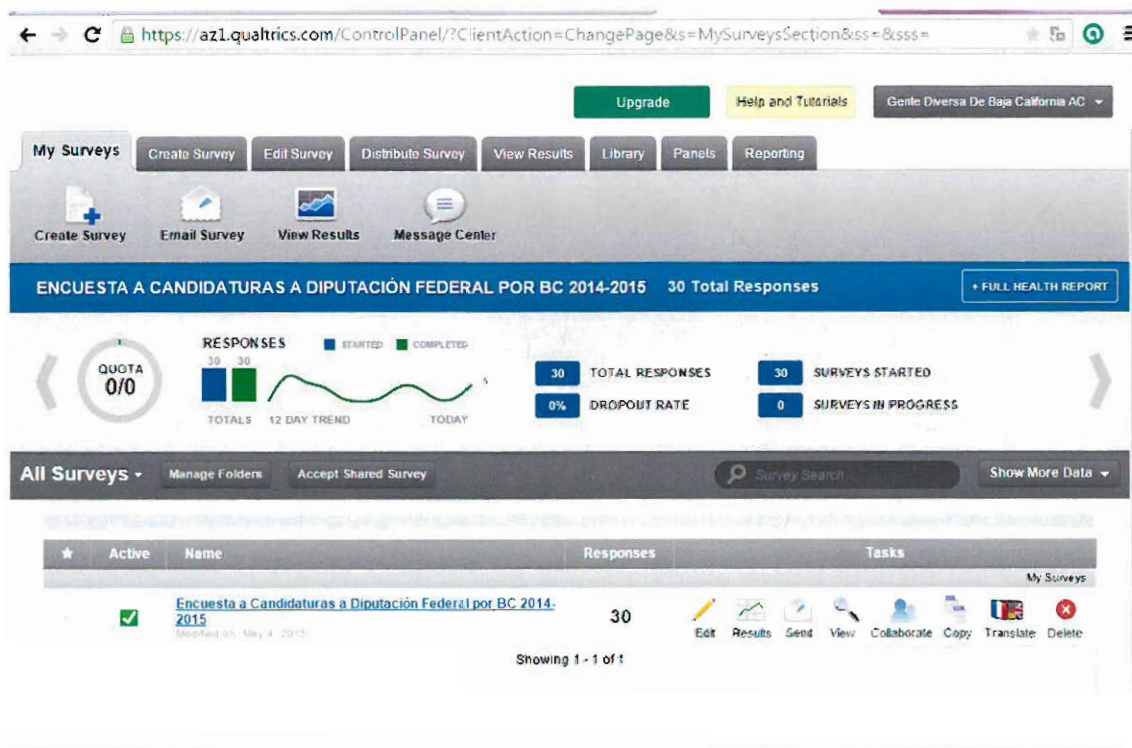 https://az1.qualtrics.com/ControlPanel/?ClientAction=ChangePage&s=MySurveysSection&ss=&sss=
Upgrade Help and Tutorials Gente Diversa De Baja California AC
My Surveys Create Survey Edit Survey Distribute Survey View Results Library Panels Reporting
Create Survey Email Survey View Results Message Center
ENCUESTA A CANDIDATURAS A DIPUTACIÓN FEDERAL POR BC 2014-2015 30 Total Responses + FULL HEALTH REPORT
RESPONSES STARTED COMPLETED
QUOTA
0/0
30 30
TOTALS 12 DAY TREND TODAY
5
30 TOTAL RESPONSES 30 SURVEYS STARTED
0% DROPOUT RATE 0 SURVEYS IN PROGRESS
All Surveys Manage Folders Accept Shared Survey Survey Search Show More Data
Active Name Responses Tasks
My Surveys
Encuesta a Candidaturas a Diputación Federal por BC 2014-
2015
Modified on May 4, 2015
30
Edit Results Send View Collaborate Copy Translate Delete
Showing 1 - 1 of 1